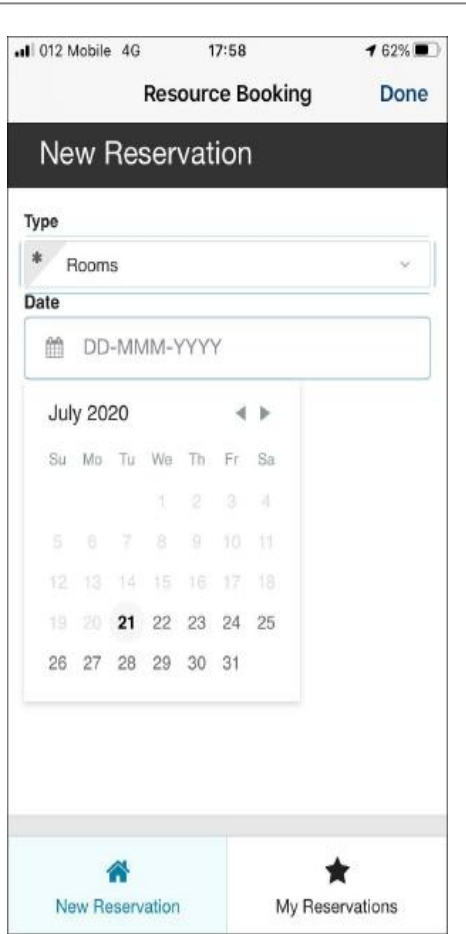 012 Mobile 4G 17:58 62%
Resource Booking Done
New Reservation
Type
* Rooms
Date
DD-MMM-YYYY
July 2020
Su Mo Tu We Th Fr Sa
1 2 3 4
5 6 7 8 9 10 11
12 13 14 15 16 17 18
19 20 21 22 23 24 25
26 27 28 29 30 31
New Reservation My Reservations